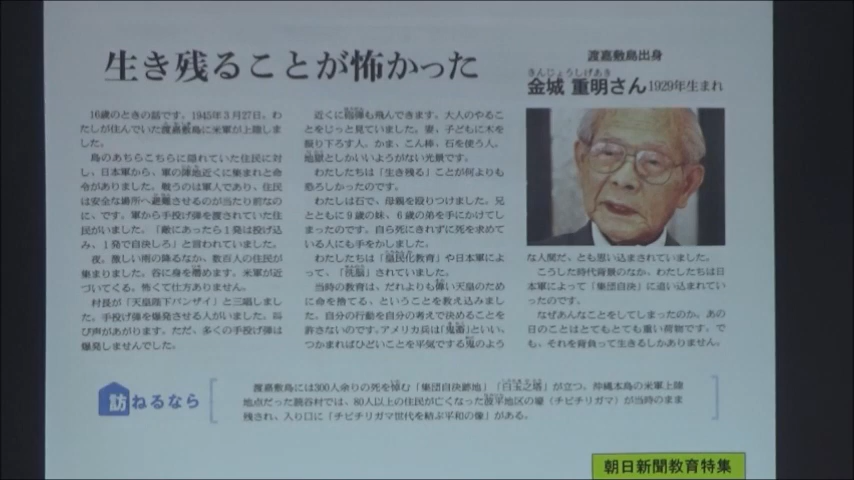 生き残ることが怖かった
渡嘉敷島出身
きんじょうしげあき
金城 重明さん 1929年生まれ
16歳のときの話です。1945年3月27日、わ
たしが住んでいた渡嘉敷島に米軍が上陸しま
した。
島のあちらこちらに隠れていた住民に対
し、日本軍から、軍の陣地近くに集まれと命
令がありました。戦うのは軍人であり、住民
は安全な場所へ避難させるのが当たり前なの
に、です。軍から手投げ弾を渡されていた住
民がいました。「敵にあったら1発は投げ込
み、1発で自決しろ」と言われていました。
夜、激しい雨の降るなか、数百人の住民が
集まりました。谷に身を潜めます。米軍が近
づいてくる。怖くて仕方ありません。
村長が「天皇陛下バンザイ」と三唱しまし
た。手投げ弾を爆発させる人がいました。叫
び声があがります。ただ、多くの手投げ弾は
爆発しませんでした。
近くに砲弾も飛んできます。大人のやるこ
とをじっと見ていました。妻、子どもに木を
振り下ろす人。かま、こん棒、石を使う人。
地獄としかいいようがない光景です。
わたしたちは「生き残る」ことが何よりも
恐ろしかったのです。
わたしは石で、母親を殴りつけました。兄
とともに9歳の妹、6歳の弟を手にかけてし
まったのです。自ら死にきれずに死を求めて
いる人にも手をかしました。
わたしたちは「皇民化教育」や日本軍によ
って、「洗脳」されていました。
当時の教育は、だれよりも偉い天皇のため
に命を捨てる、ということを教え込みまし
た。自分の行動を自分の考えで決めることを
許さないのです。アメリカ兵は「鬼畜」といい、
つかまればひどいことを平気でする鬼のよう
な人間だ、とも思い込まされていました。
こうした時代背景のなか、わたしたちは日
本軍によって「集団自決」に追い込まれてい
ったのです。
なぜあんなことをしてしまったのか。あの
日のことはとてもとても重い荷物です。で
も、それを背負って生きるしかありません。
訪ねるなら
渡嘉敷島には300人余りの死を悼む「集団自決跡地」「白玉之塔」が立つ。沖縄本島の米軍上陸
地点だった読谷村では、80人以上の住民が亡くなった波平地区の壕（チビチリガマ）が当時のまま
残され、入り口に「チビチリガマ世代を結ぶ平和の像」がある。
朝日新聞教育特集